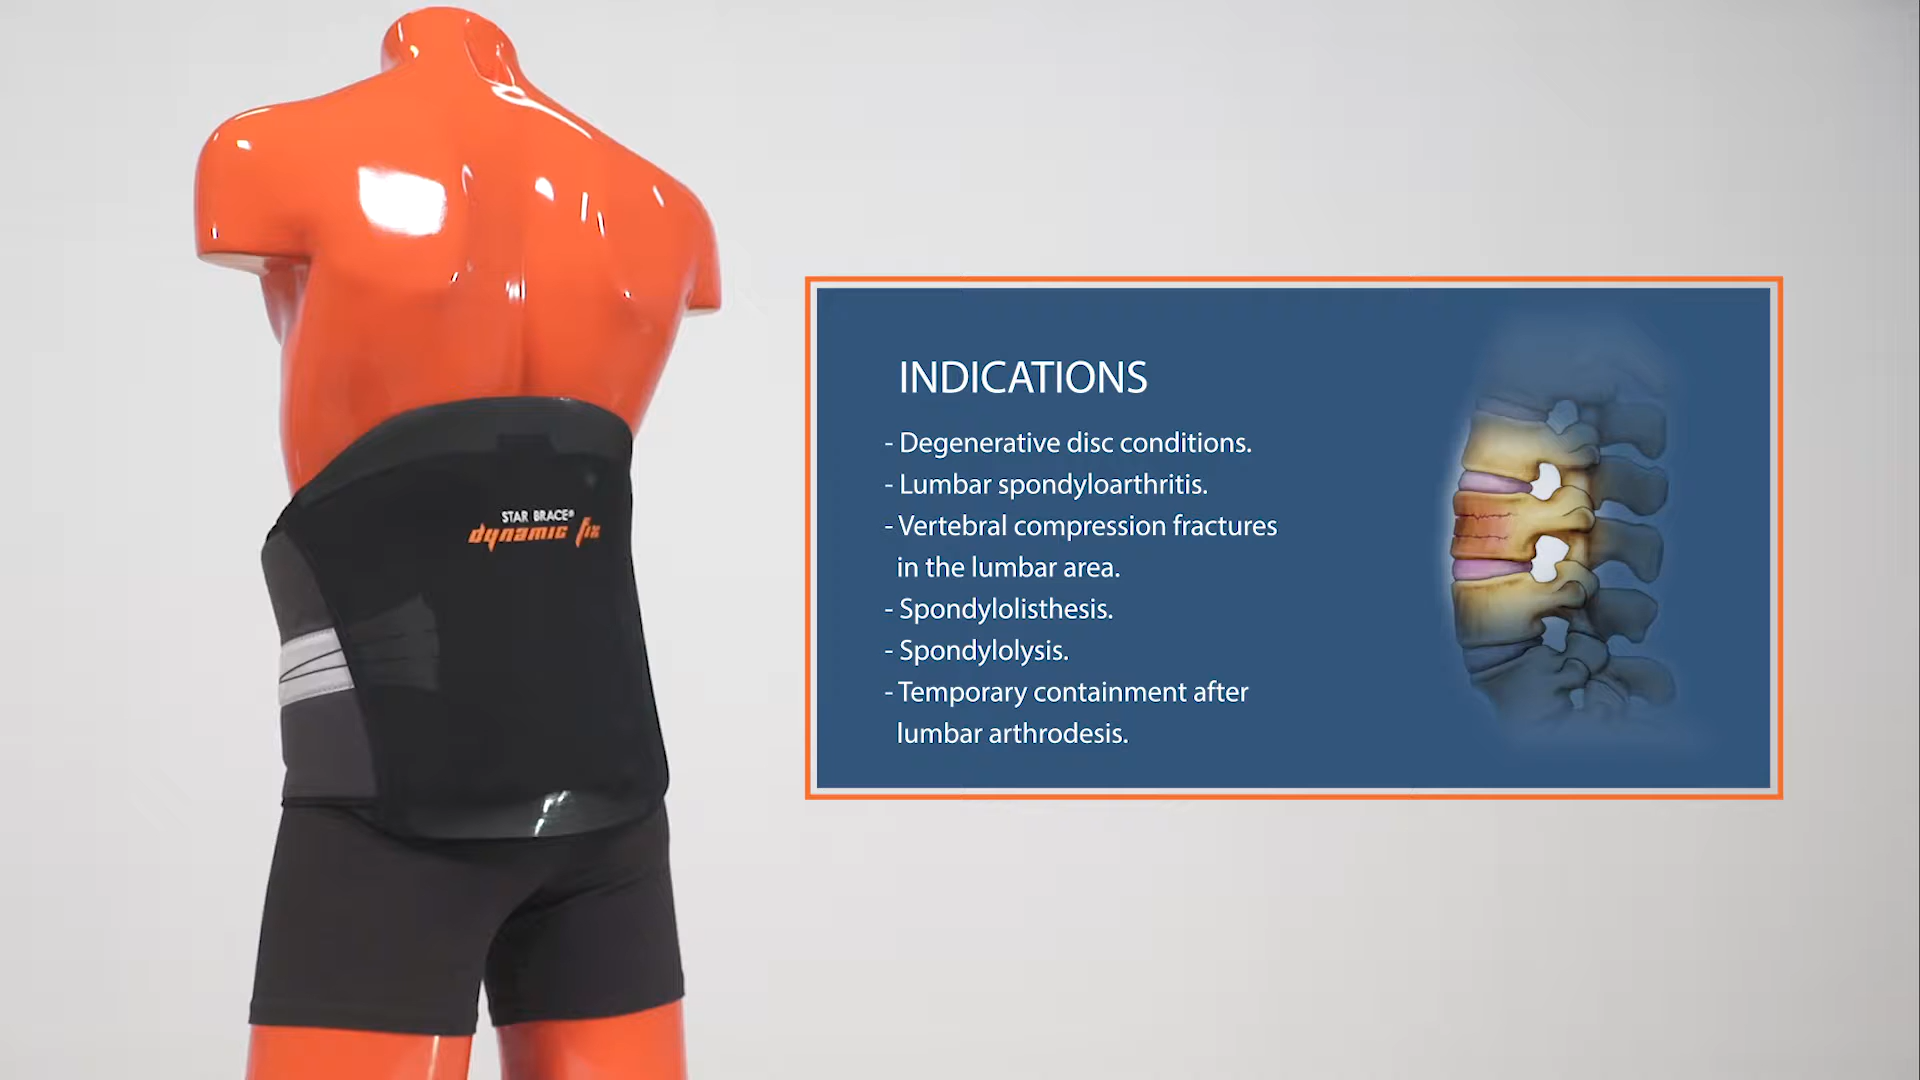 STAR BRACE®
dynamic fix
INDICATIONS
- Degenerative disc conditions.
- Lumbar spondyloarthritis.
- Vertebral compression fractures
in the lumbar area.
- Spondylolisthesis.
- Spondylolysis.
- Temporary containment after
lumbar arthrodesis.